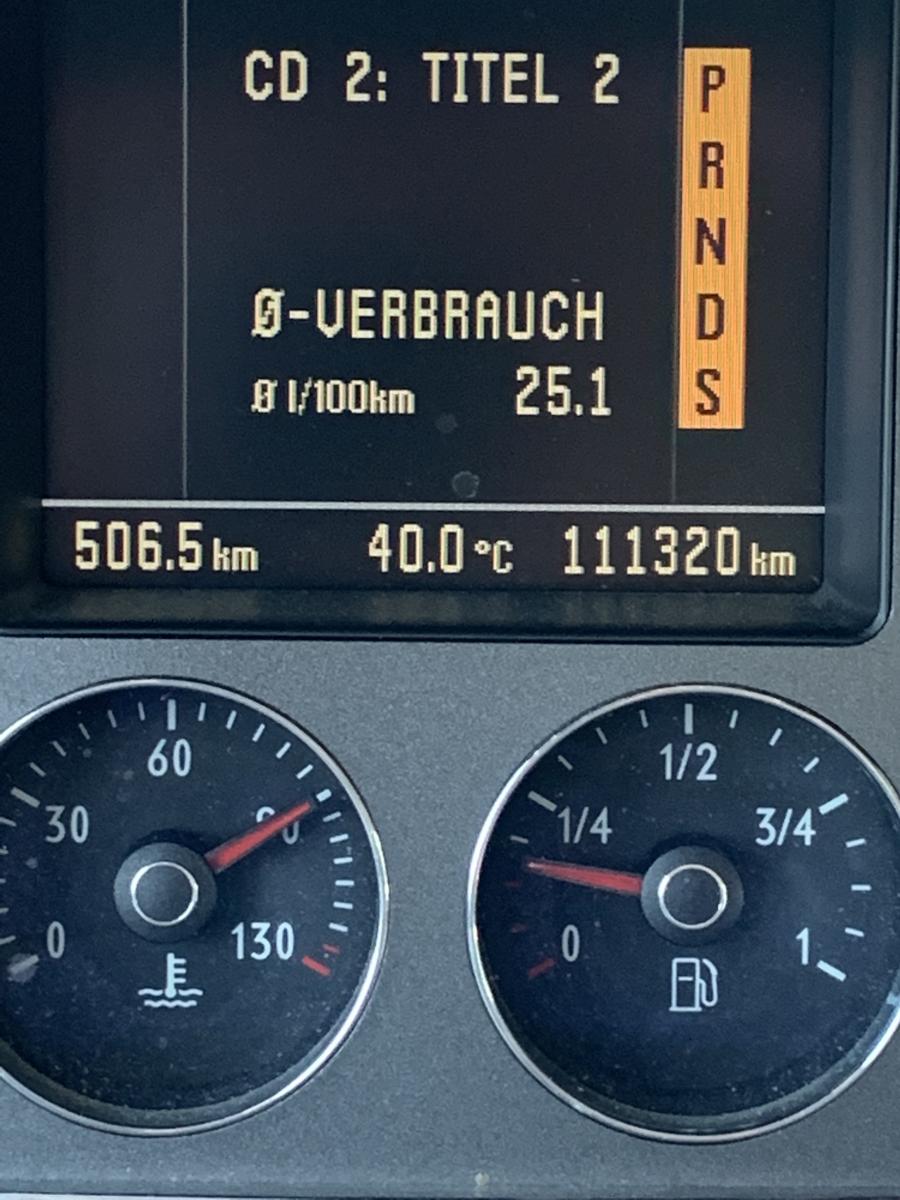 CD 2: TITEL 2
P
R
N
D
S
Ø-VERBRAUCH
Ø l/100km 25.1
506.5 km 40.0 °C 111320 km
0
30
60
90
130
0
1/4
1/2
3/4
1